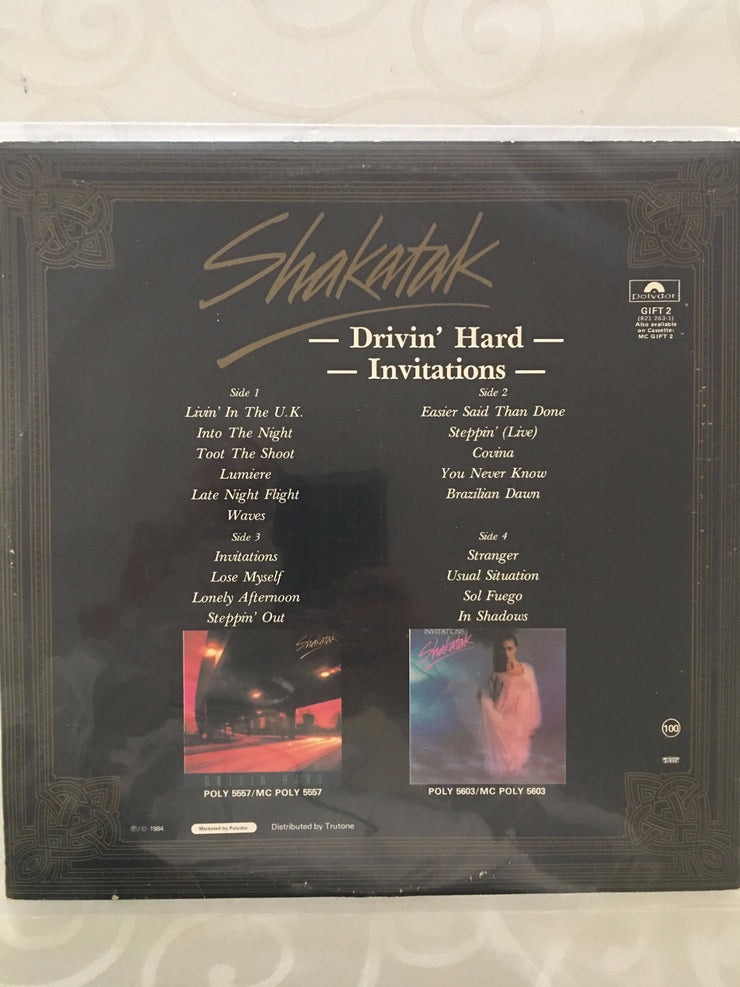 Shakatak
polydor
GIFT 2
(821 263-1)
Also available
on Cassette:
MC GIFT 2
— Drivin' Hard —
— Invitations —
Side 1
Livin' In The U.K.
Into The Night
Toot The Shoot
Lumiere
Late Night Flight
Waves
Side 2
Easier Said Than Done
Steppin' (Live)
Covina
You Never Know
Brazilian Dawn
Side 3
Invitations
Lose Myself
Lonely Afternoon
Steppin' Out
Side 4
Stranger
Usual Situation
Sol Fuego
In Shadows
Shakatak
DRIVIN HARD
POLY 5557/MC POLY 5557
INVITATIONS
Shakatak
POLY 5603/MC POLY 5603
100
℗/© 1984
Marketed by Polydor
Distributed by Trutone